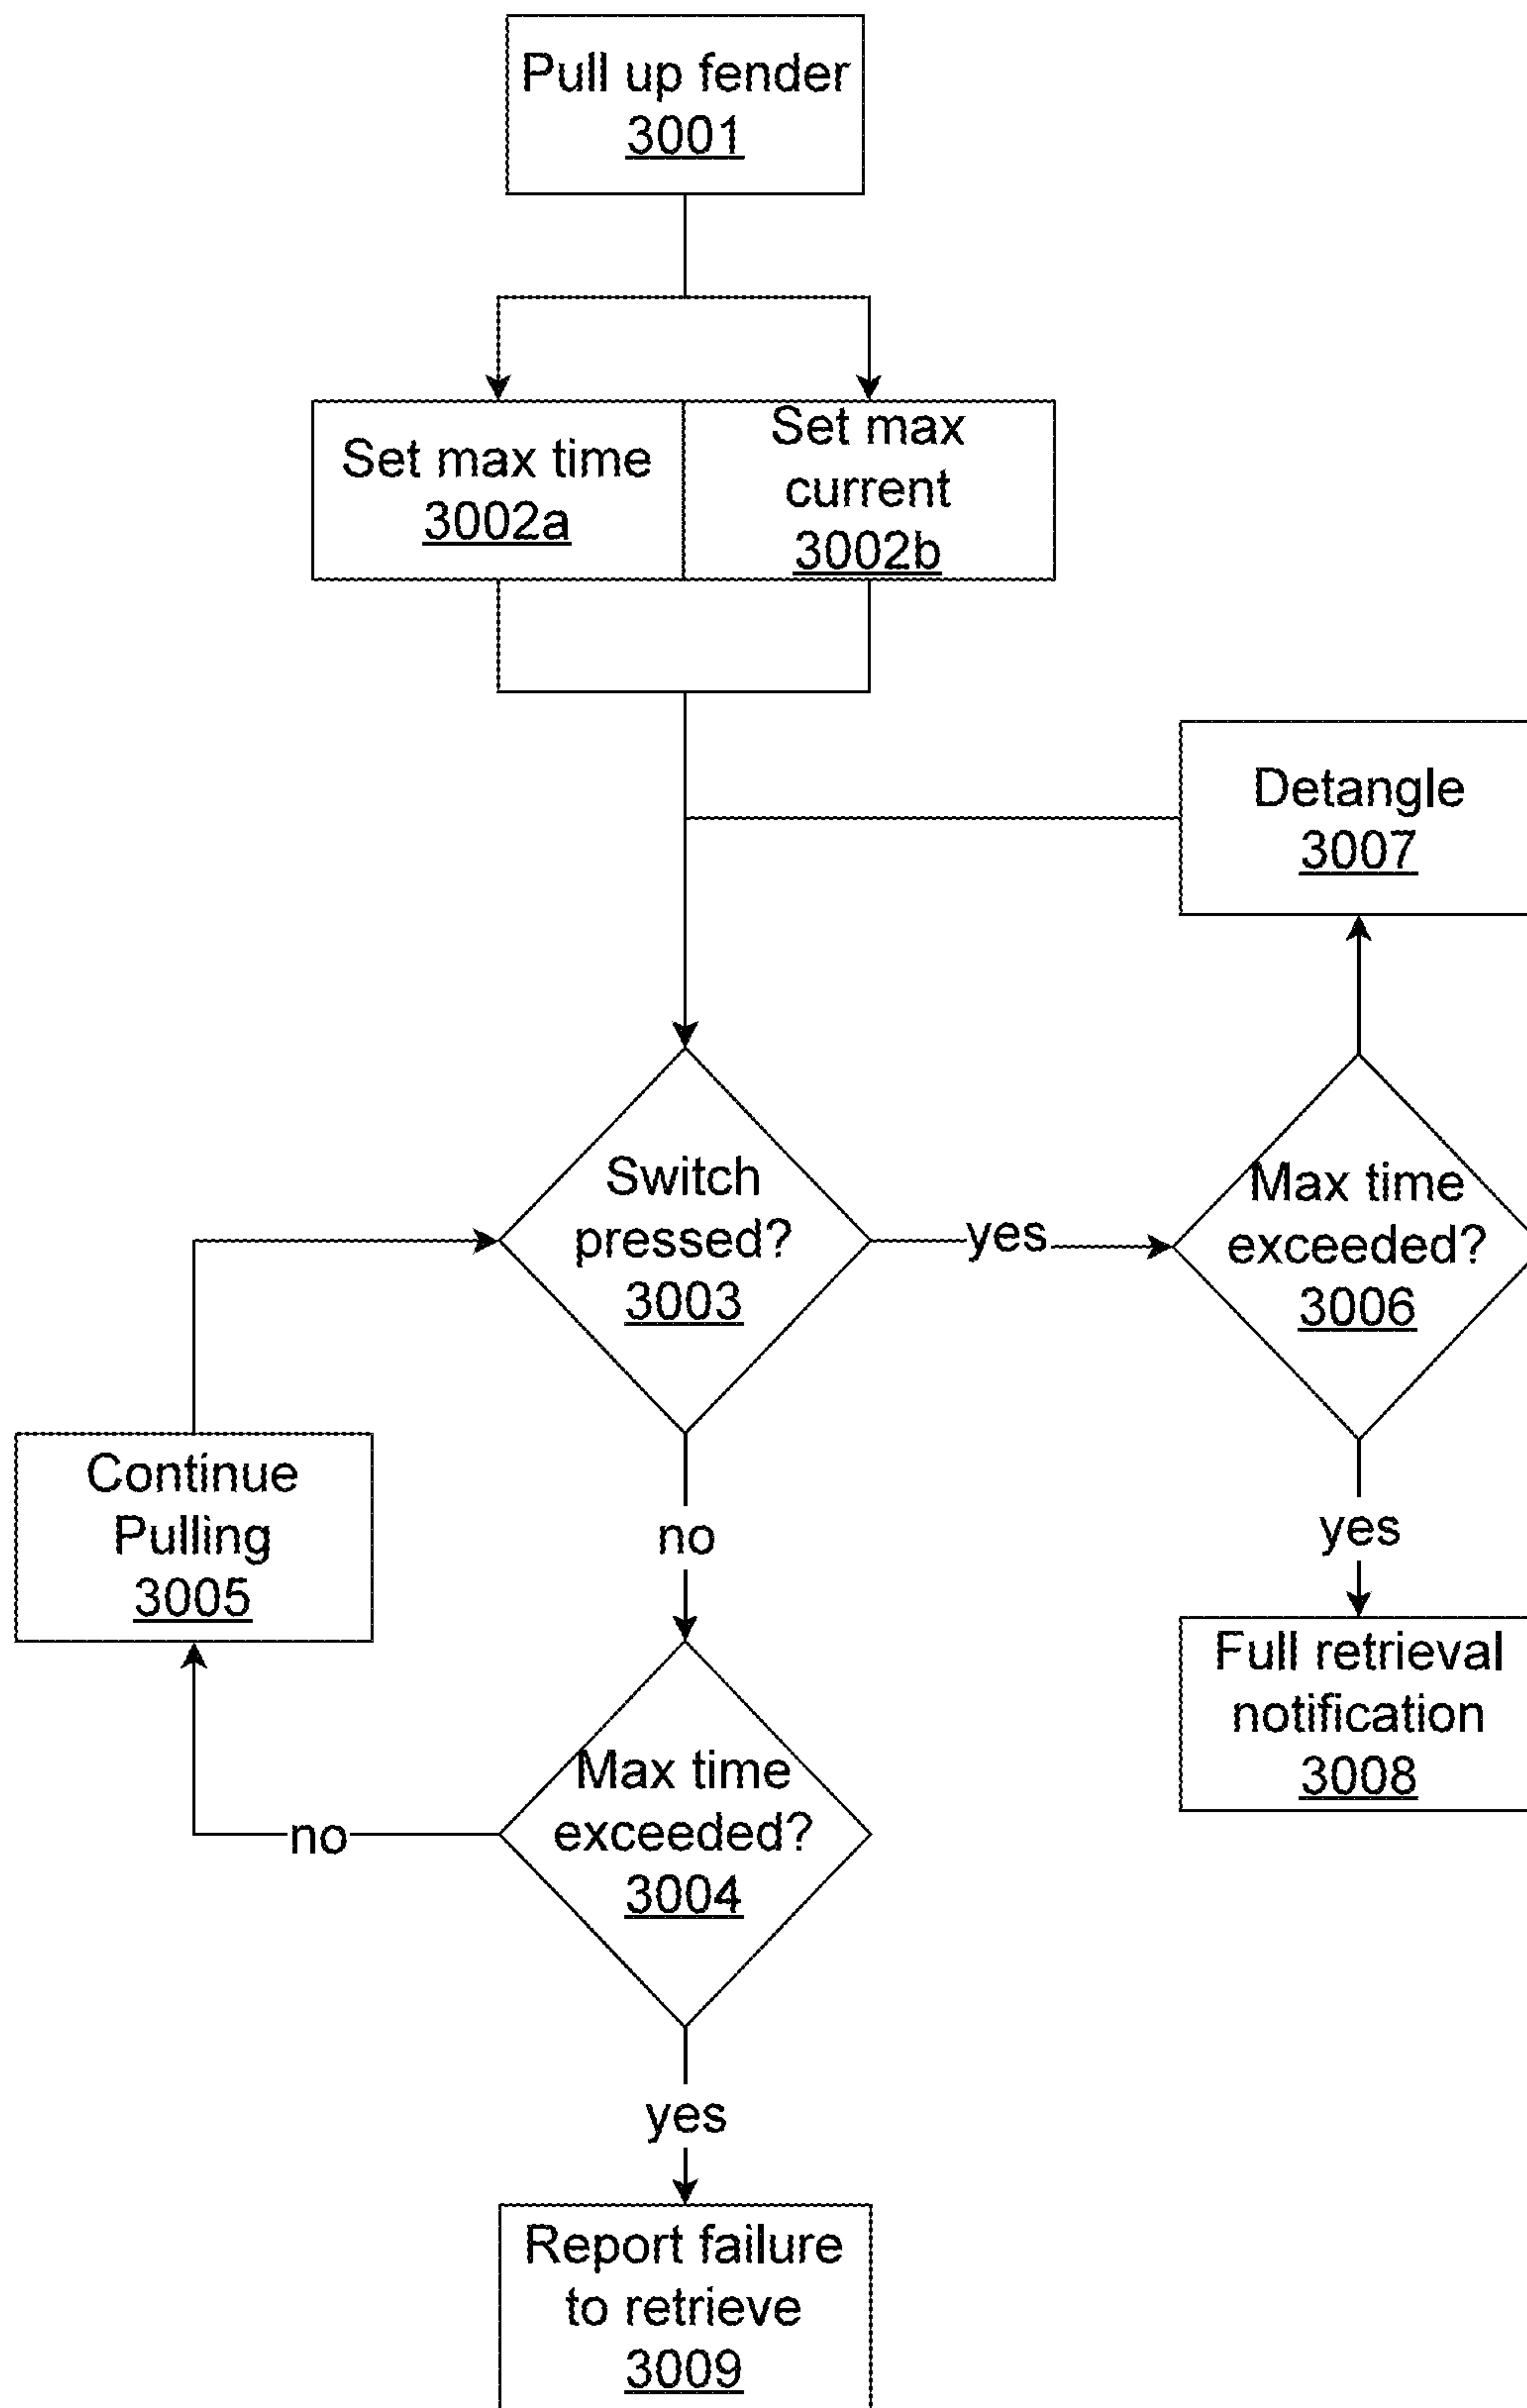 Pull up fender
3001
Set max time
3002a
Set max
current
3002b
Detangle
3007
Switch
pressed?
3003
yes
Max time
exceeded?
3006
Continue
Pulling
3005
no
yes
Full retrieval
notification
3008
Max time
exceeded?
3004
no
yes
Report failure
to retrieve
3009